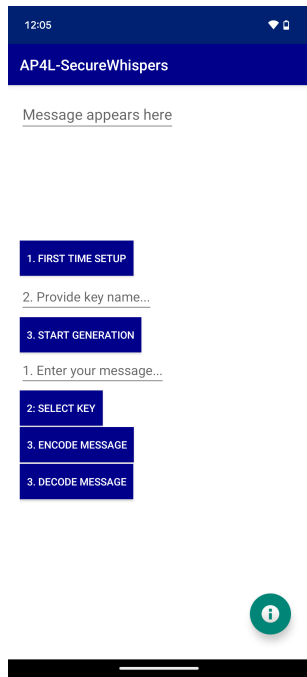 12:05
AP4L-SecureWhispers
Message appears here
1. FIRST TIME SETUP
2. Provide key name...
3. START GENERATION
1. Enter your message...
2: SELECT KEY
3. ENCODE MESSAGE
3. DECODE MESSAGE